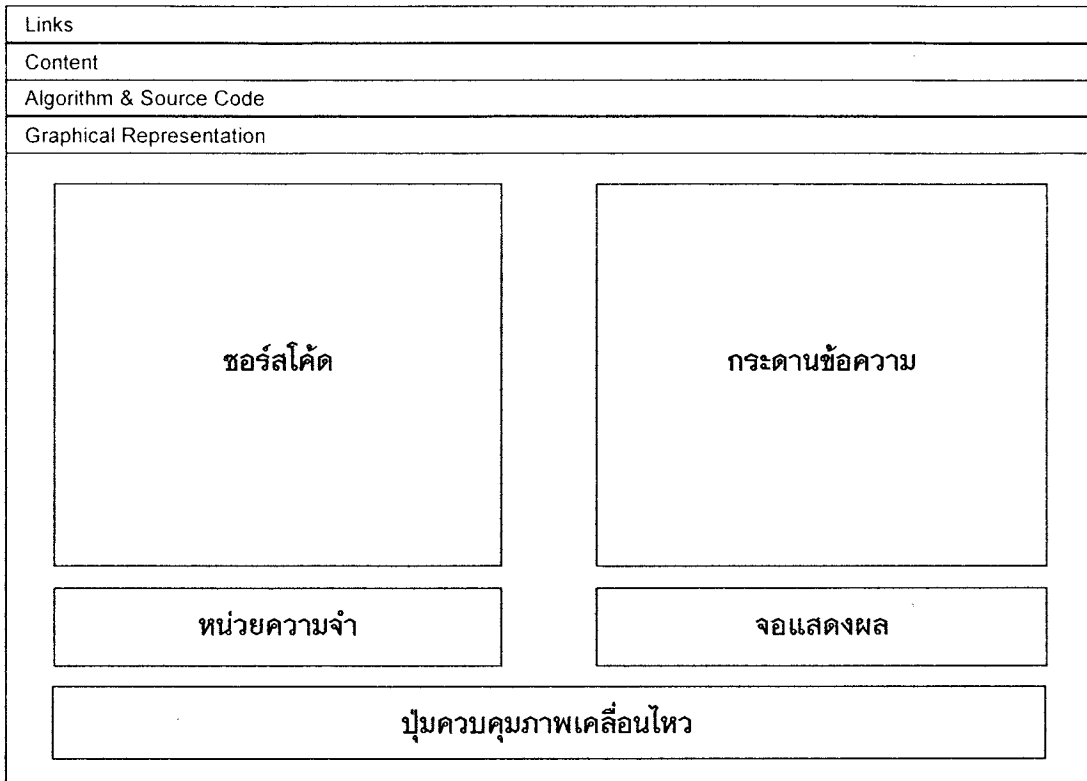 Links
Content
Algorithm & Source Code
Graphical Representation
ซอร์สโค้ด
กระดานข้อความ
หน่วยความจำ
จอแสดงผล
ปุ่มควบคุมภาพเคลื่อนไหว